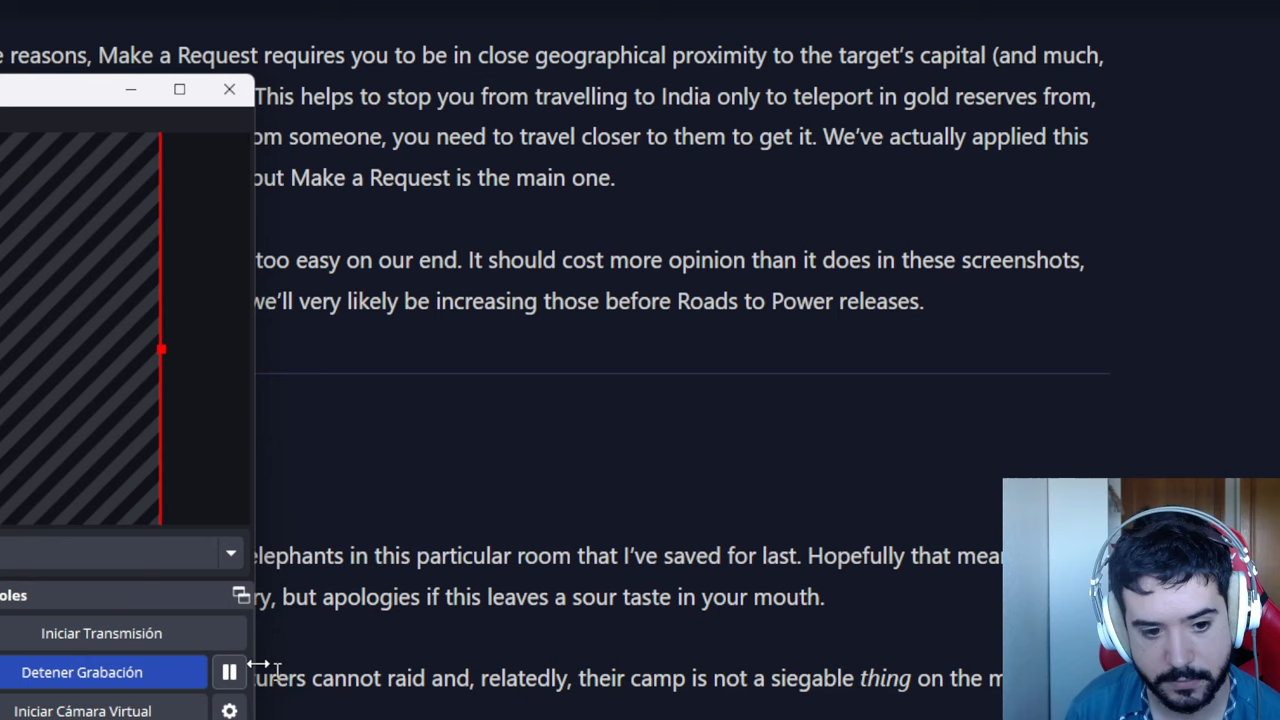 reasons, Make a Request requires you to be in close geographical proximity to the target's capital (and much,
This helps to stop you from travelling to India only to teleport in gold reserves from,
someone, you need to travel closer to them to get it. We've actually applied this
but Make a Request is the main one.
too easy on our end. It should cost more opinion than it does in these screenshots,
we'll very likely be increasing those before Roads to Power releases.
elephants in this particular room that I've saved for last. Hopefully that
but apologies if this leaves a sour taste in your mouth.
Iniciar Transmisión
Detener Grabación
cannot raid and, relatedly, their camp is not a siegable thing on the
Iniciar Cámara Virtual